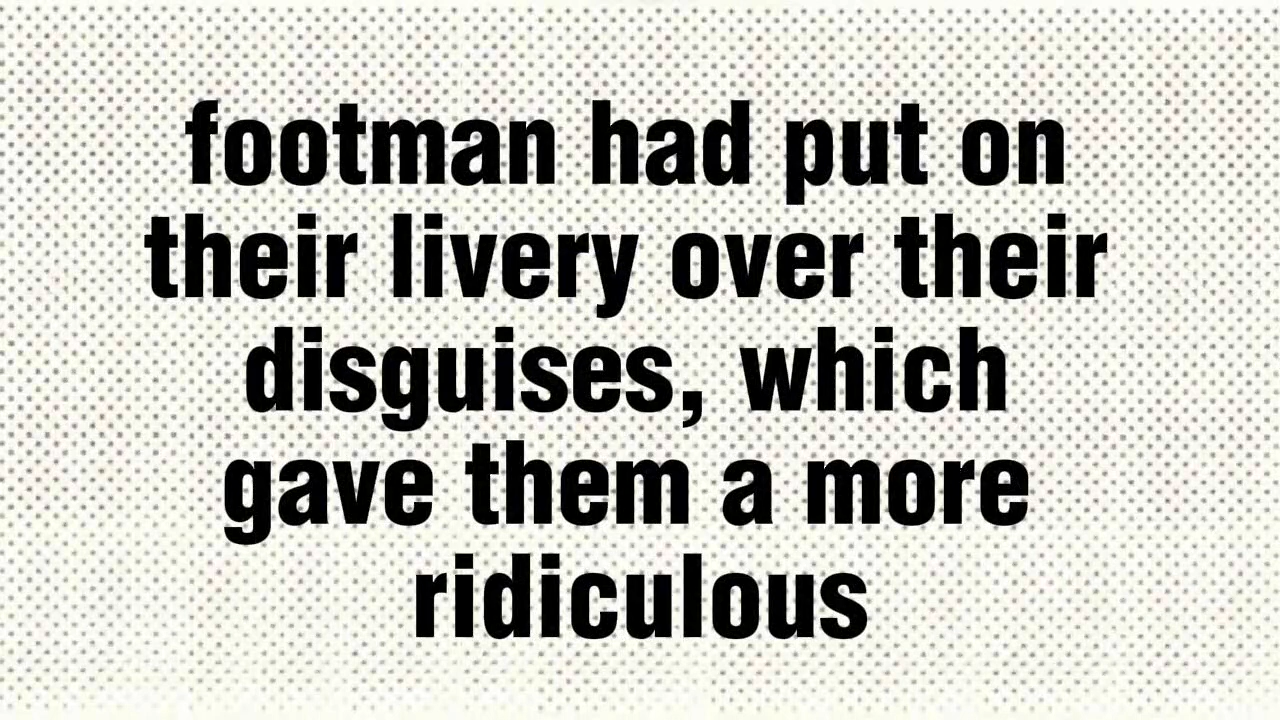 footman had put on
their livery over their
disguises, which
gave them a more
ridiculous